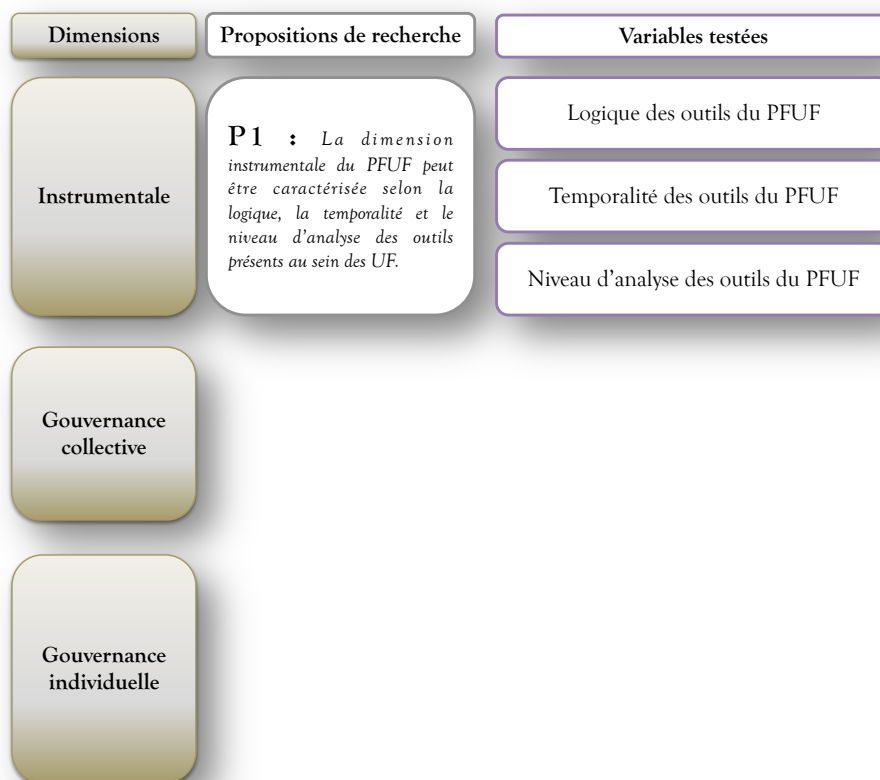 Dimensions
Propositions de recherche
Variables testées
Instrumentale
P1 : La dimension
instrumentale du PFUF peut
être caractérisée selon la
logique, la temporalité et le
niveau d'analyse des outils
présents au sein des UF.
Logique des outils du PFUF
Temporalité des outils du PFUF
Niveau d'analyse des outils du PFUF
Gouvernance
collective
Gouvernance
individuelle